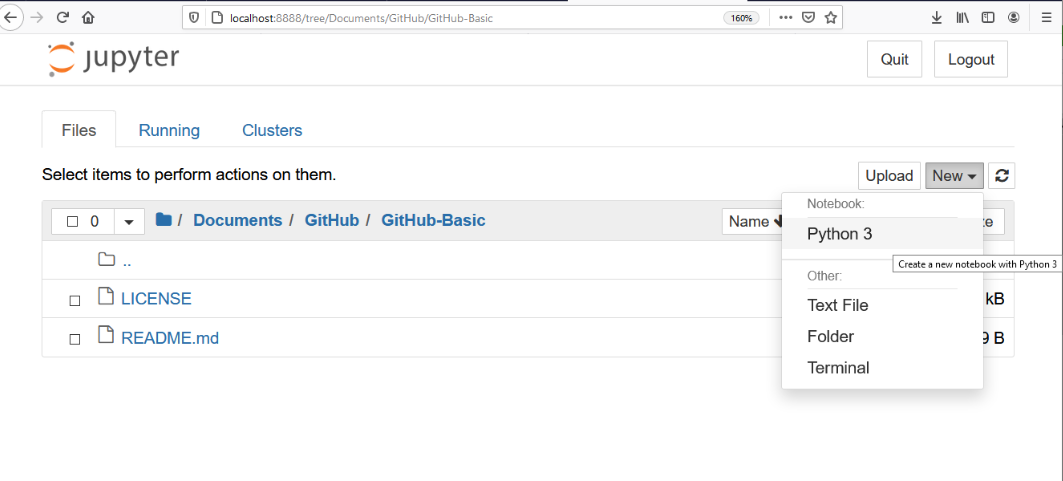 localhost:8888/tree/Documents/GitHub/GitHub-Basic
160%
jupyter
Quit
Logout
Files
Running
Clusters
Select items to perform actions on them.
Upload
New
0
/ Documents / GitHub / GitHub-Basic
Name
Notebook:
Python 3
Create a new notebook with Python 3
Other:
Text File
Folder
Terminal
..
LICENSE
kB
README.md
B